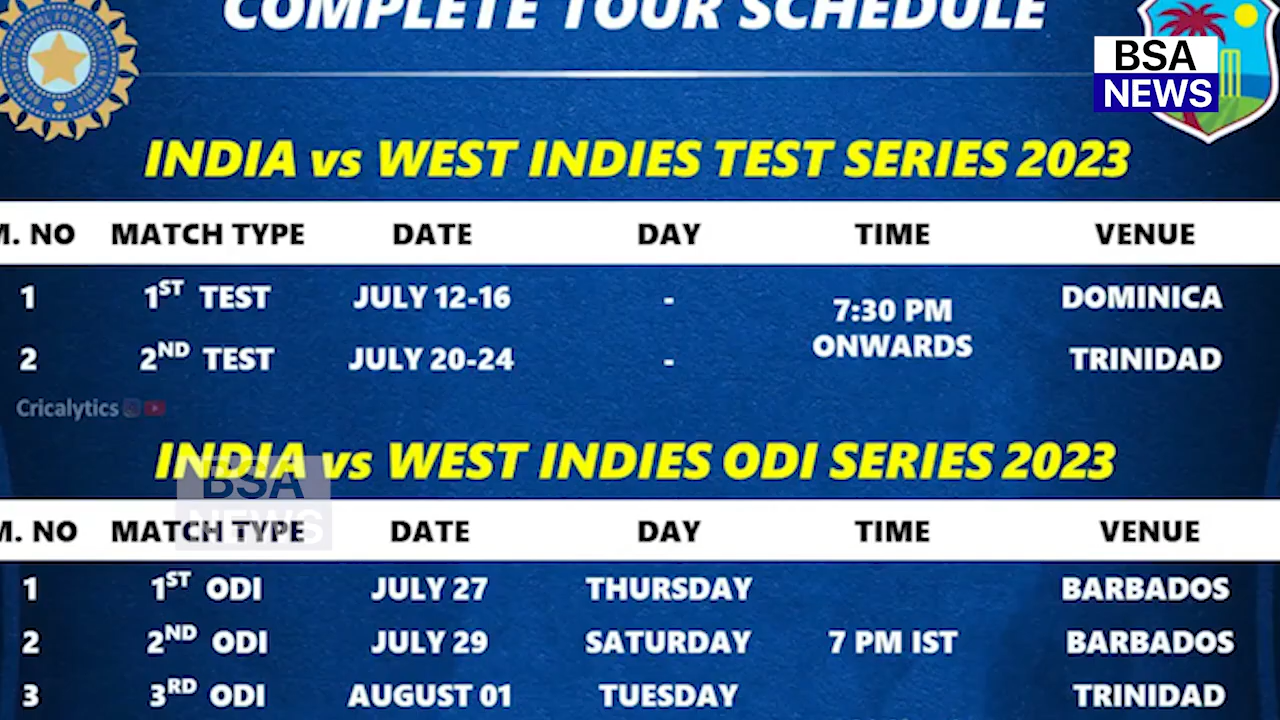 COMPLETE TOUR SCHEDULE
BSA
NEWS
INDIA vs WEST INDIES TEST SERIES 2023
M. NO MATCH TYPE DATE DAY TIME VENUE
1 1ST TEST JULY 12-16 - DOMINICA
7:30 PM
ONWARDS
2 2ND TEST JULY 20-24 - TRINIDAD
Cricalytics
INDIA vs WEST INDIES ODI SERIES 2023
BSA
NEWS
M. NO MATCH TYPE DATE DAY TIME VENUE
1 1ST ODI JULY 27 THURSDAY BARBADOS
2 2ND ODI JULY 29 SATURDAY 7 PM IST BARBADOS
3 3RD ODI AUGUST 01 TUESDAY TRINIDAD